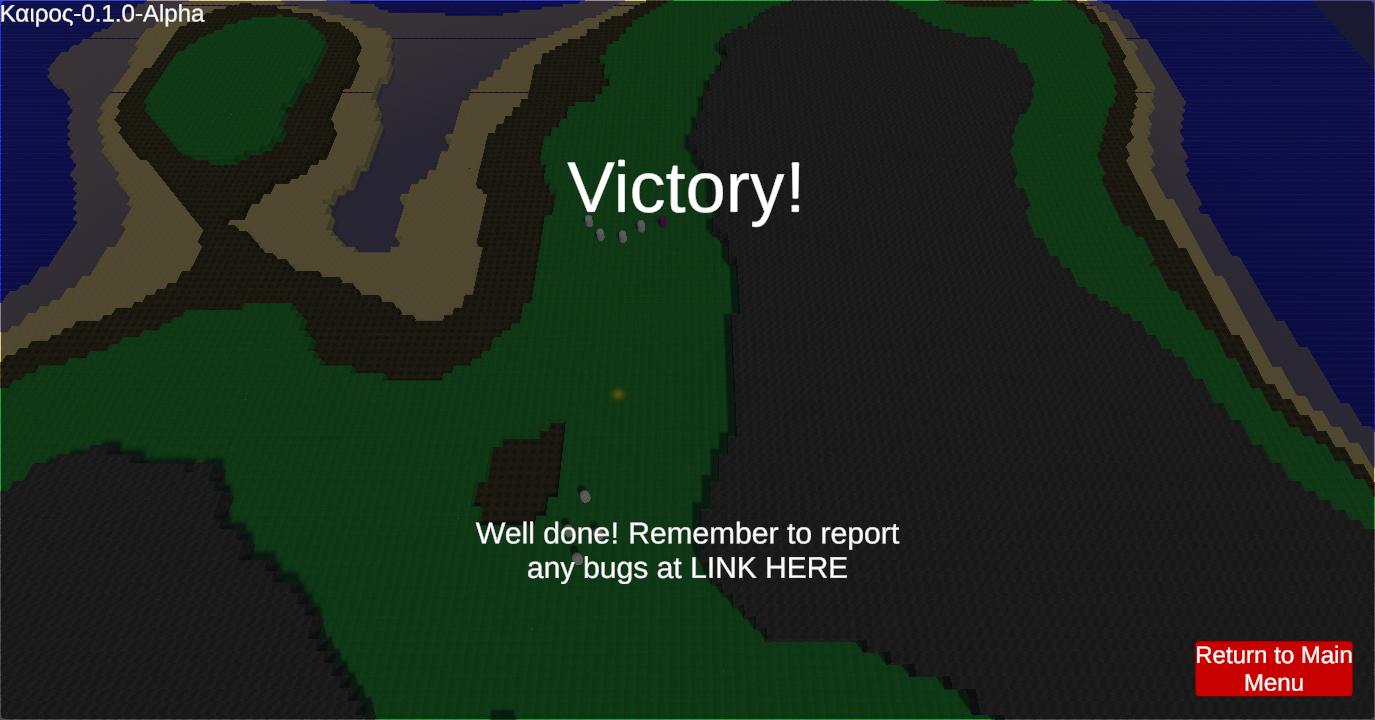 Καιρος-0.1.0-Alpha
Victory!
Well done! Remember to report
any bugs at LINK HERE
Return to Main
Menu